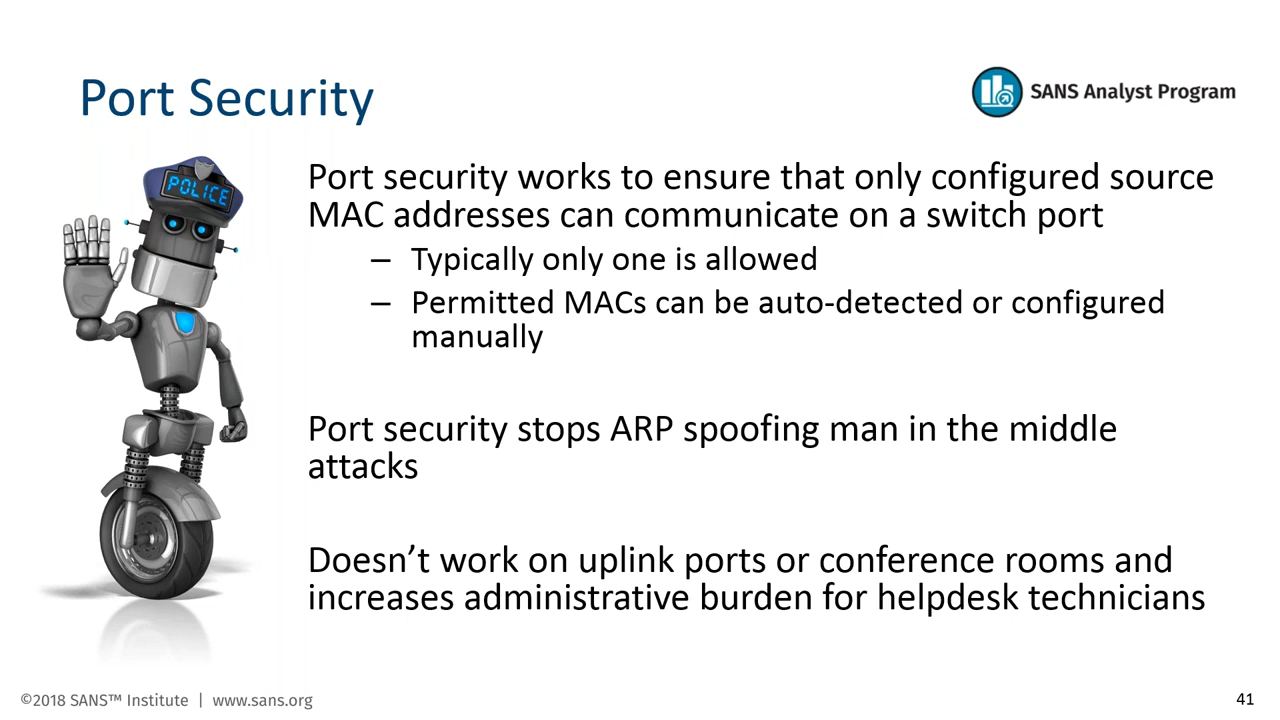 Port Security
SANS Analyst Program
POLICE
Port security works to ensure that only configured source
MAC addresses can communicate on a switch port
– Typically only one is allowed
– Permitted MACs can be auto-detected or configured
manually
Port security stops ARP spoofing man in the middle
attacks
Doesn’t work on uplink ports or conference rooms and
increases administrative burden for helpdesk technicians
©2018 SANS™ Institute | www.sans.org
41